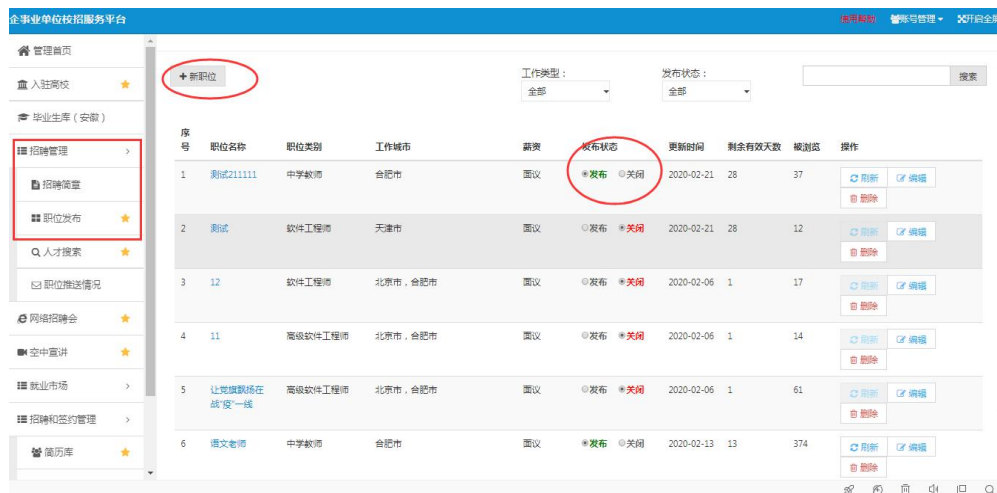 企事业单位校招服务平台 使用帮助 账号管理 开启全屏
管理首页
入驻高校
毕业生库（安徽）
招聘管理
招聘简章
职位发布
人才搜索
职位推送情况
网络招聘会
空中宣讲
就业市场
招聘和签约管理
简历库
+新职位 工作类型： 全部 发布状态： 全部 搜索
序号 职位名称 职位类别 工作城市 薪资 发布状态 更新时间 剩余有效天数 被浏览 操作
1 测试211111 中学教师 合肥市 面议 发布 关闭 2020-02-21 28 37 刷新 编辑
删除
2 测试 软件工程师 天津市 面议 发布 关闭 2020-02-21 28 12 刷新 编辑
删除
3 12 软件工程师 北京市，合肥市 面议 发布 关闭 2020-02-06 1 17 刷新 编辑
删除
4 11 高级软件工程师 北京市，合肥市 面议 发布 关闭 2020-02-06 1 14 刷新 编辑
删除
5 让党旗飘扬在 高级软件工程师 北京市，合肥市 面议 发布 关闭 2020-02-06 1 61 刷新 编辑
战“疫”一线 删除
6 语文老师 中学教师 合肥市 面议 发布 关闭 2020-02-13 13 374 刷新 编辑
删除